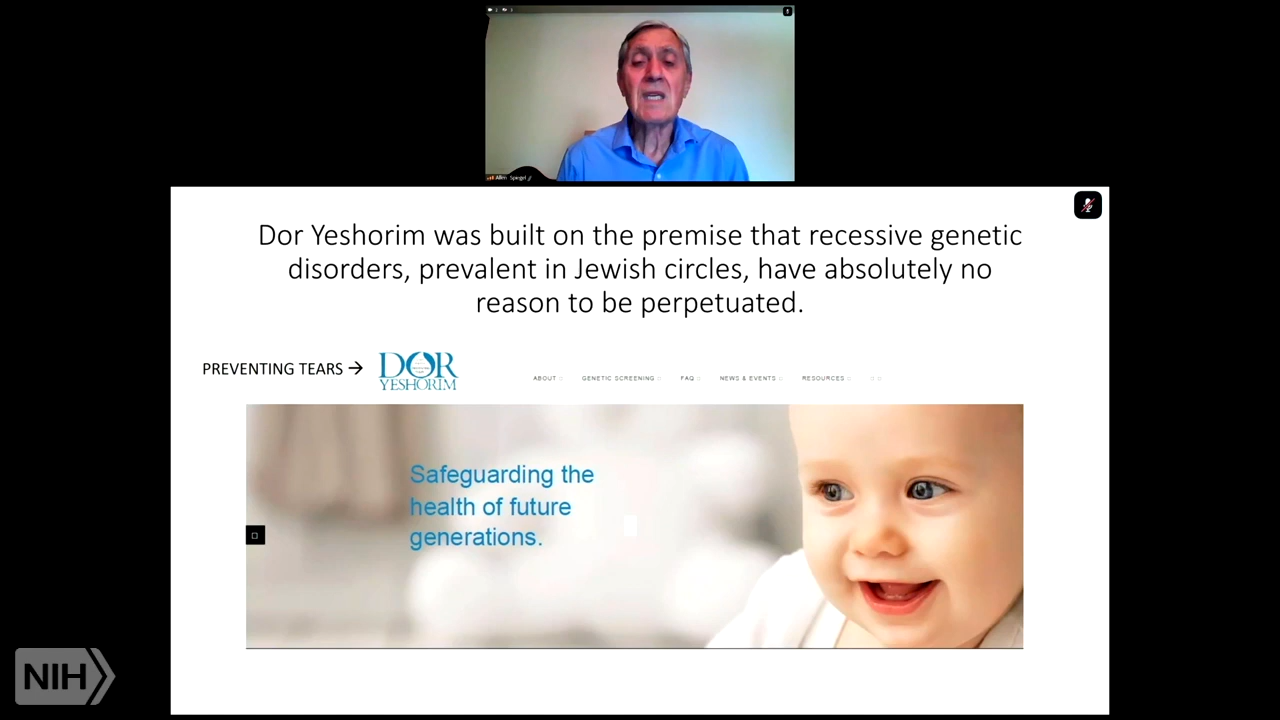 Spiegel
Dor Yeshorim was built on the premise that recessive genetic
disorders, prevalent in Jewish circles, have absolutely no
reason to be perpetuated.
PREVENTING TEARS →
DOR
YESHORIM
ABOUT
GENETIC SCREENING
FAQ
NEWS & EVENTS
RESOURCES
Safeguarding the
health of future
generations.
NIH